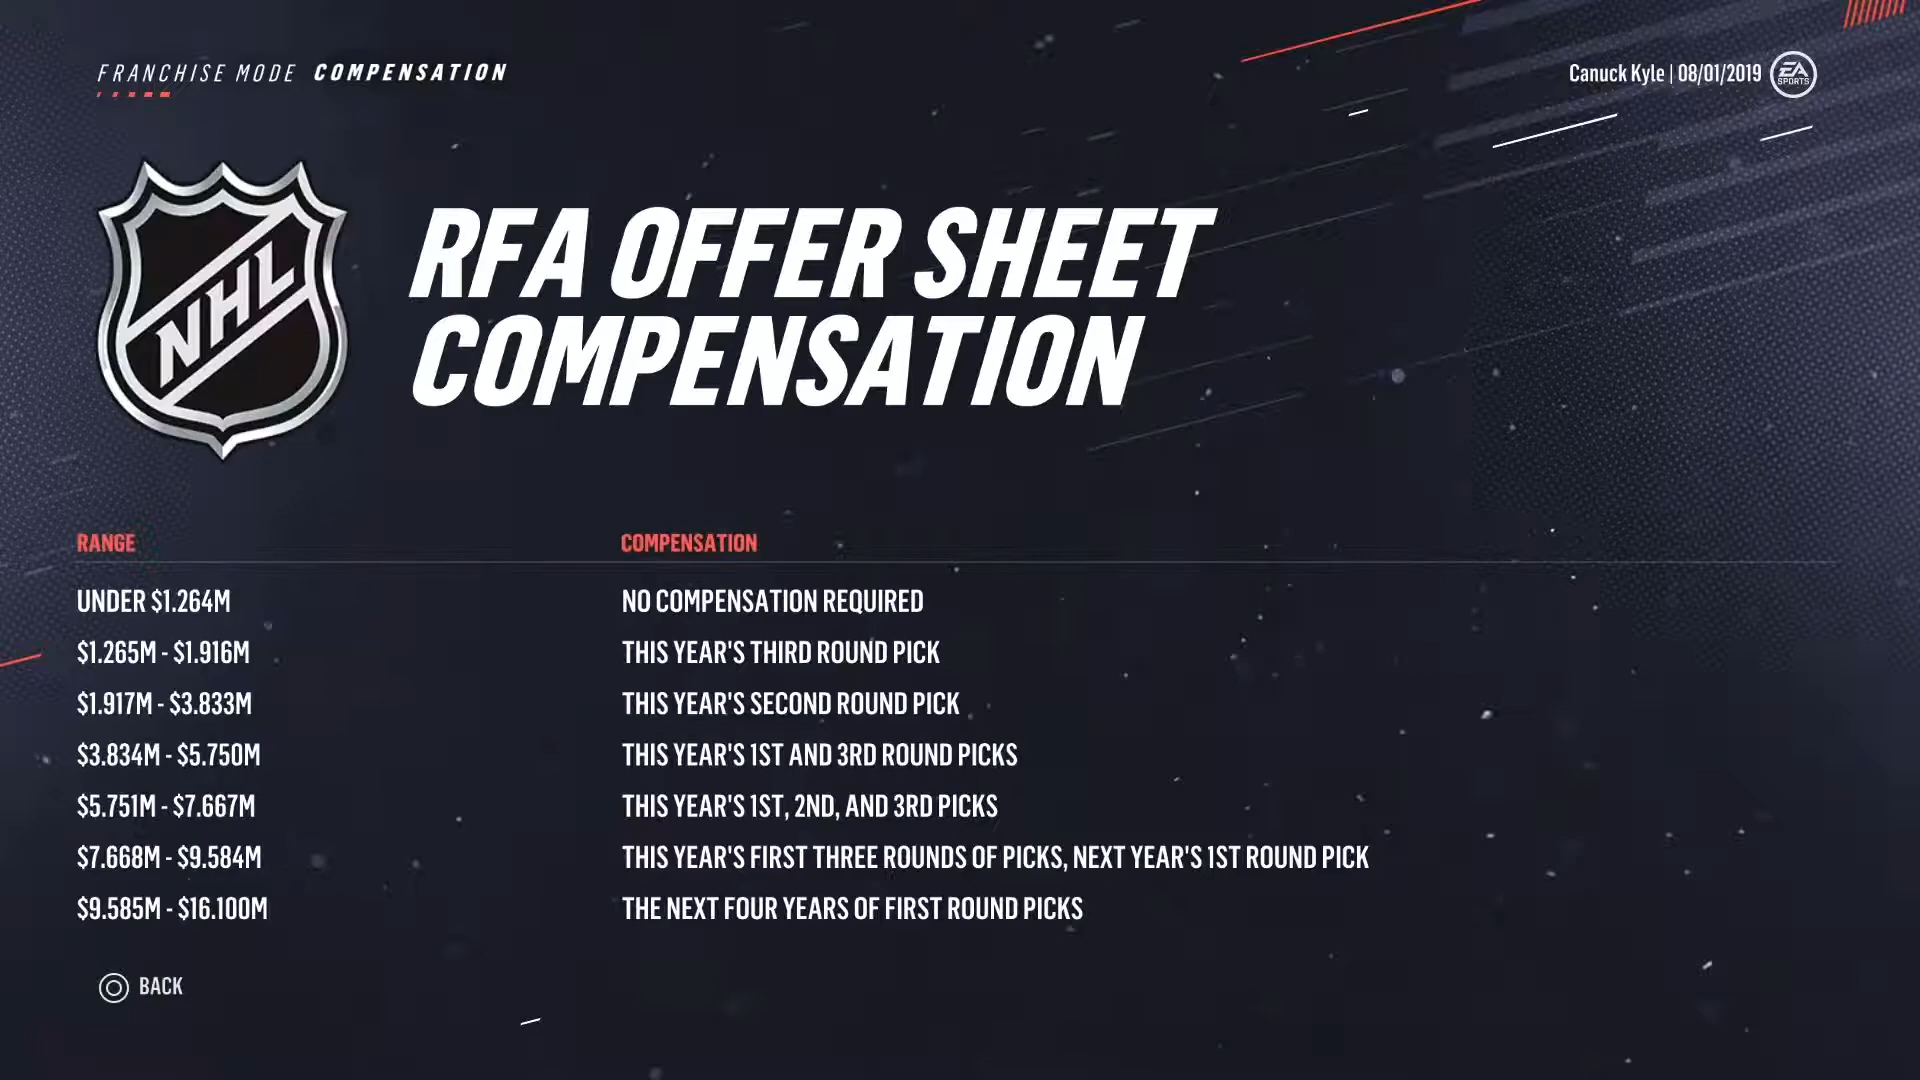 FRANCHISE MODE COMPENSATION
Canuck Kyle | 08/01/2019
EA
SPORTS
NHL
RFA OFFER SHEET
COMPENSATION
RANGE COMPENSATION
UNDER $1.264M NO COMPENSATION REQUIRED
$1.265M - $1.916M THIS YEAR'S THIRD ROUND PICK
$1.917M - $3.833M THIS YEAR'S SECOND ROUND PICK
$3.834M - $5.750M THIS YEAR'S 1ST AND 3RD ROUND PICKS
$5.751M - $7.667M THIS YEAR'S 1ST, 2ND, AND 3RD PICKS
$7.668M - $9.584M THIS YEAR'S FIRST THREE ROUNDS OF PICKS, NEXT YEAR'S 1ST ROUND PICK
$9.585M - $16.100M THE NEXT FOUR YEARS OF FIRST ROUND PICKS
BACK